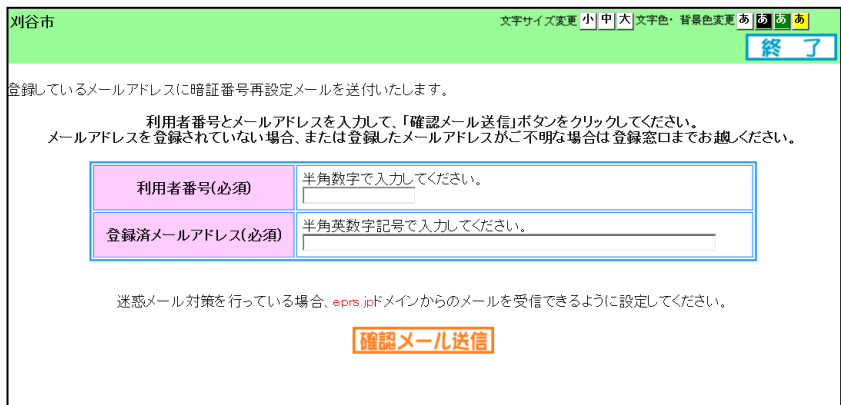 刈谷市
文字サイズ変更 小 中 大 文字色・背景色変更 あ あ あ あ
終 了
登録しているメールアドレスに暗証番号再設定メールを送付いたします。
利用者番号とメールアドレスを入力して、「確認メール送信」ボタンをクリックしてください。
メールアドレスを登録されていない場合、または登録したメールアドレスがご不明な場合は登録窓口までお越しください。
利用者番号(必須)
半角数字で入力してください。
登録済メールアドレス(必須)
半角英数字記号で入力してください。
迷惑メール対策を行っている場合、eprs.jpドメインからのメールを受信できるように設定してください。
確認メール送信